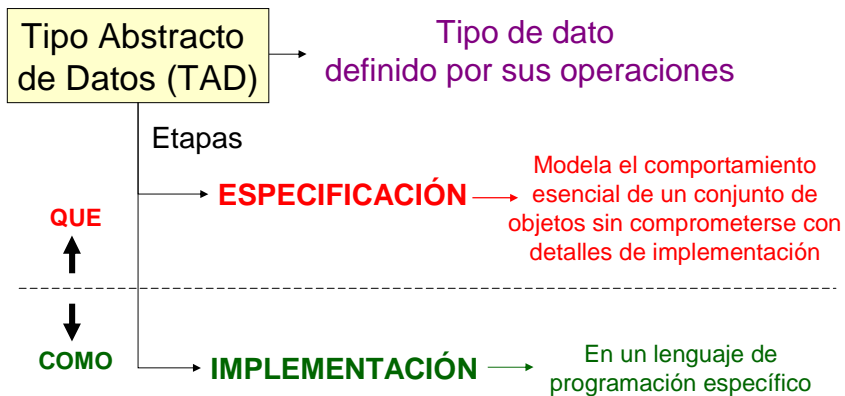 Tipo Abstracto
de Datos (TAD)
Tipo de dato
definido por sus operaciones
Etapas
ESPECIFICACIÓN
Modela el comportamiento
esencial de un conjunto de
objetos sin comprometerse con
detalles de implementación
QUE
COMO
IMPLEMENTACIÓN
En un lenguaje de
programación específico